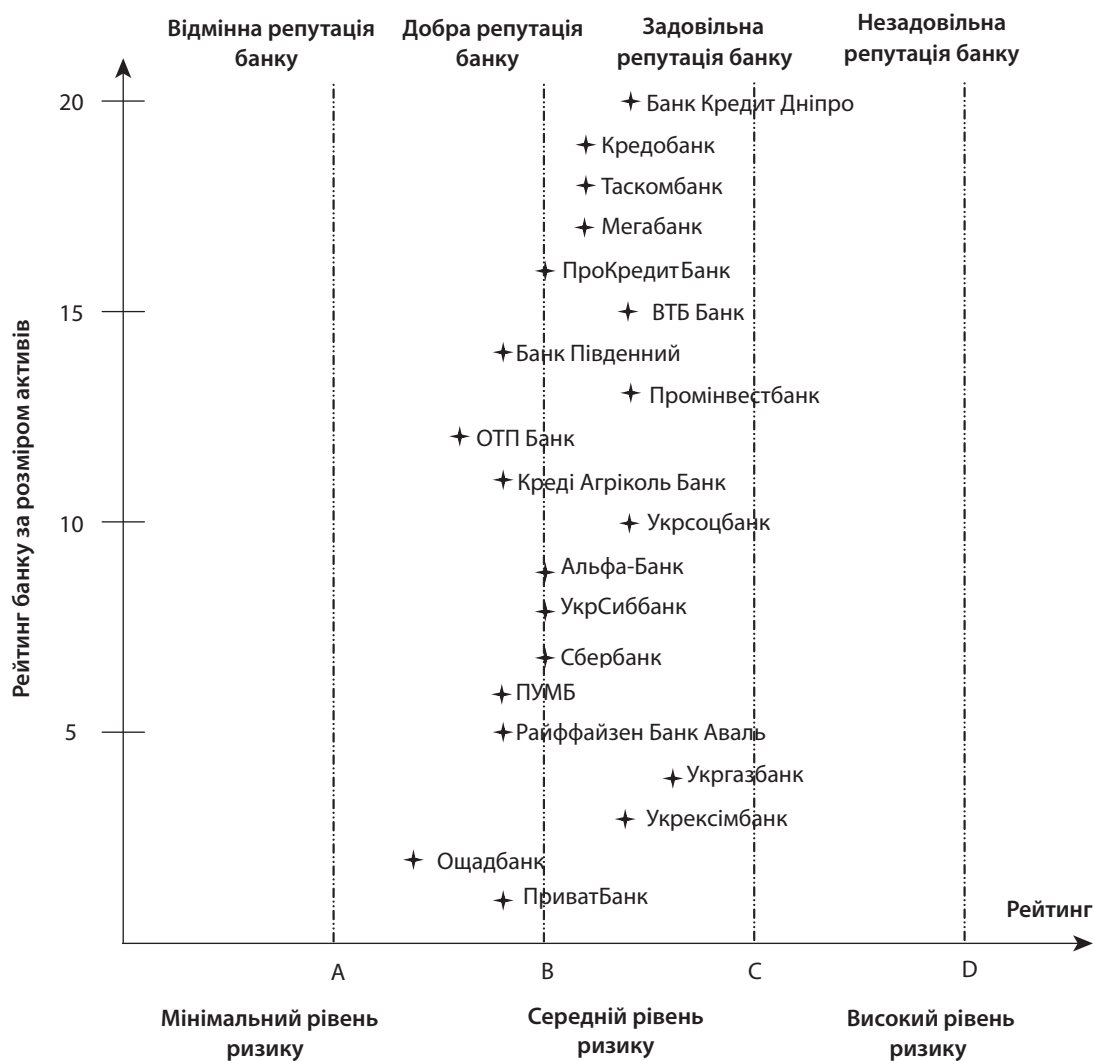 Відмінна репутація
банку
Добра репутація
банку
Задовільна
репутація банку
Незадовільна
репутація банку
Рейтинг банку за розміром активів
20
Банк Кредит Дніпро
Кредобанк
Таскомбанк
Мегабанк
ПроКредит Банк
15
ВТБ Банк
Банк Південний
Промінвестбанк
ОТП Банк
Креді Агріколь Банк
10
Укрсоцбанк
Альфа-Банк
УкрСиббанк
Сбербанк
ПУМБ
5
Райффайзен Банк Аваль
Укргазбанк
Укрексімбанк
Ощадбанк
ПриватБанк
Рейтинг
A
B
C
D
Мінімальний рівень
ризику
Середній рівень
ризику
Високий рівень
ризику